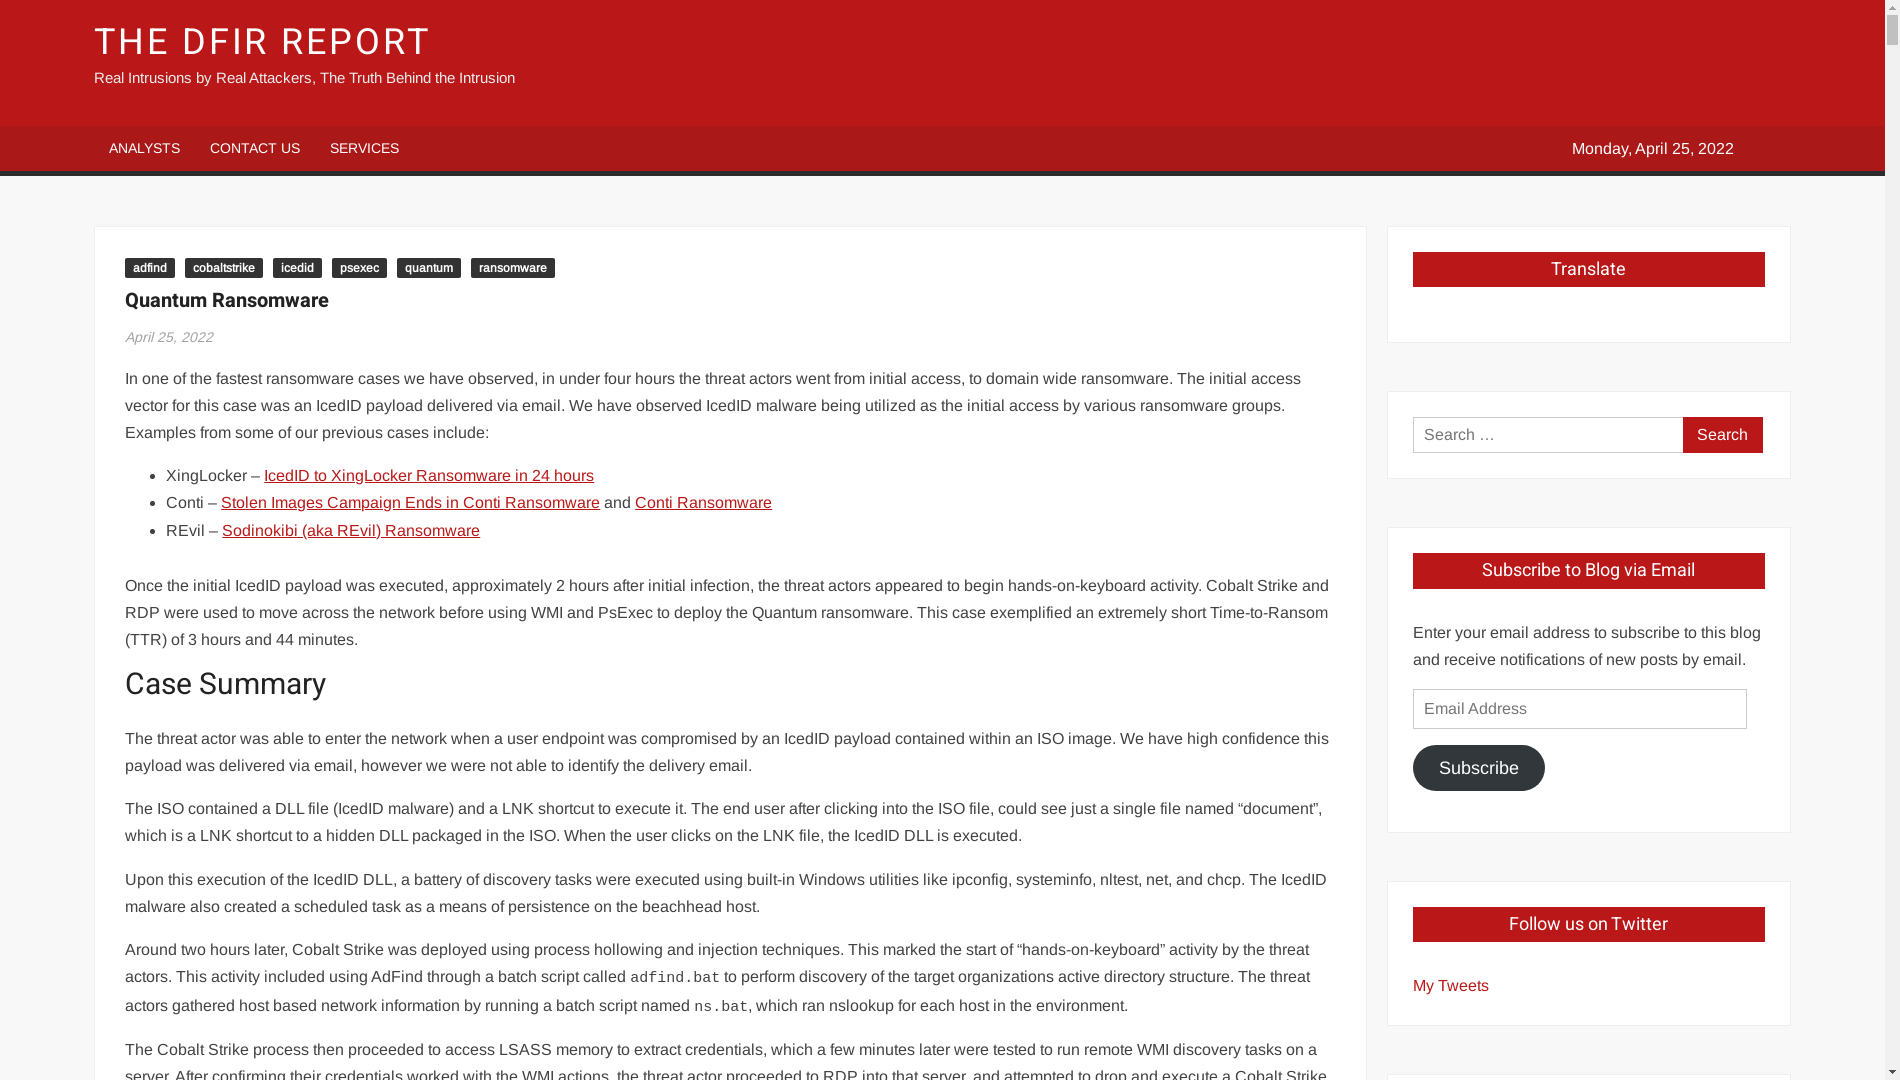 THE DFIR REPORT
Real Intrusions by Real Attackers, The Truth Behind the Intrusion
ANALYSTS CONTACT US SERVICES Monday, April 25, 2022
adfind cobaltstrike icedid psexec quantum ransomware
Quantum Ransomware
April 25, 2022
In one of the fastest ransomware cases we have observed, in under four hours the threat actors went from initial access, to domain wide ransomware. The initial access
vector for this case was an IcedID payload delivered via email. We have observed IcedID malware being utilized as the initial access by various ransomware groups.
Examples from some of our previous cases include:
• XingLocker – IcedID to XingLocker Ransomware in 24 hours
• Conti – Stolen Images Campaign Ends in Conti Ransomware and Conti Ransomware
• REvil – Sodinokibi (aka REvil) Ransomware
Once the initial IcedID payload was executed, approximately 2 hours after initial infection, the threat actors appeared to begin hands-on-keyboard activity. Cobalt Strike and
RDP were used to move across the network before using WMI and PsExec to deploy the Quantum ransomware. This case exemplified an extremely short Time-to-Ransom
(TTR) of 3 hours and 44 minutes.
Case Summary
The threat actor was able to enter the network when a user endpoint was compromised by an IcedID payload contained within an ISO image. We have high confidence this
payload was delivered via email, however we were not able to identify the delivery email.
The ISO contained a DLL file (IcedID malware) and a LNK shortcut to execute it. The end user after clicking into the ISO file, could see just a single file named “document”,
which is a LNK shortcut to a hidden DLL packaged in the ISO. When the user clicks on the LNK file, the IcedID DLL is executed.
Upon this execution of the IcedID DLL, a battery of discovery tasks were executed using built-in Windows utilities like ipconfig, systeminfo, nltest, net, and chcp. The IcedID
malware also created a scheduled task as a means of persistence on the beachhead host.
Around two hours later, Cobalt Strike was deployed using process hollowing and injection techniques. This marked the start of “hands-on-keyboard” activity by the threat
actors. This activity included using AdFind through a batch script called adfind.bat to perform discovery of the target organizations active directory structure. The threat
actors gathered host based network information by running a batch script named ns.bat, which ran nslookup for each host in the environment.
The Cobalt Strike process then proceeded to access LSASS memory to extract credentials, which a few minutes later were tested to run remote WMI discovery tasks on a
server. After confirming their credentials worked with the WMI actions, the threat actor proceeded to RDP into that server, and attempted to drop and execute a Cobalt Strike
Translate
Search …
Search
Subscribe to Blog via Email
Enter your email address to subscribe to this blog
and receive notifications of new posts by email.
Email Address
Subscribe
Follow us on Twitter
My Tweets